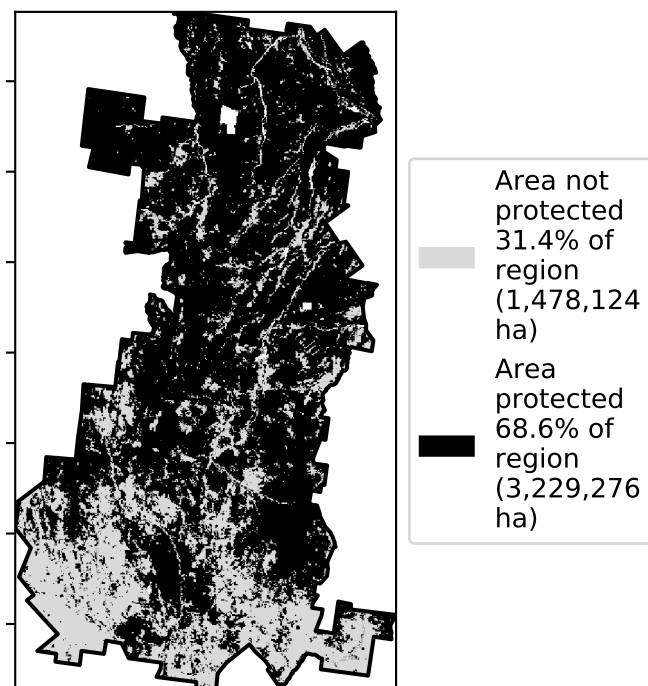 Area not
protected
31.4% of
region
(1,478,124
ha)
Area
protected
68.6% of
region
(3,229,276
ha)